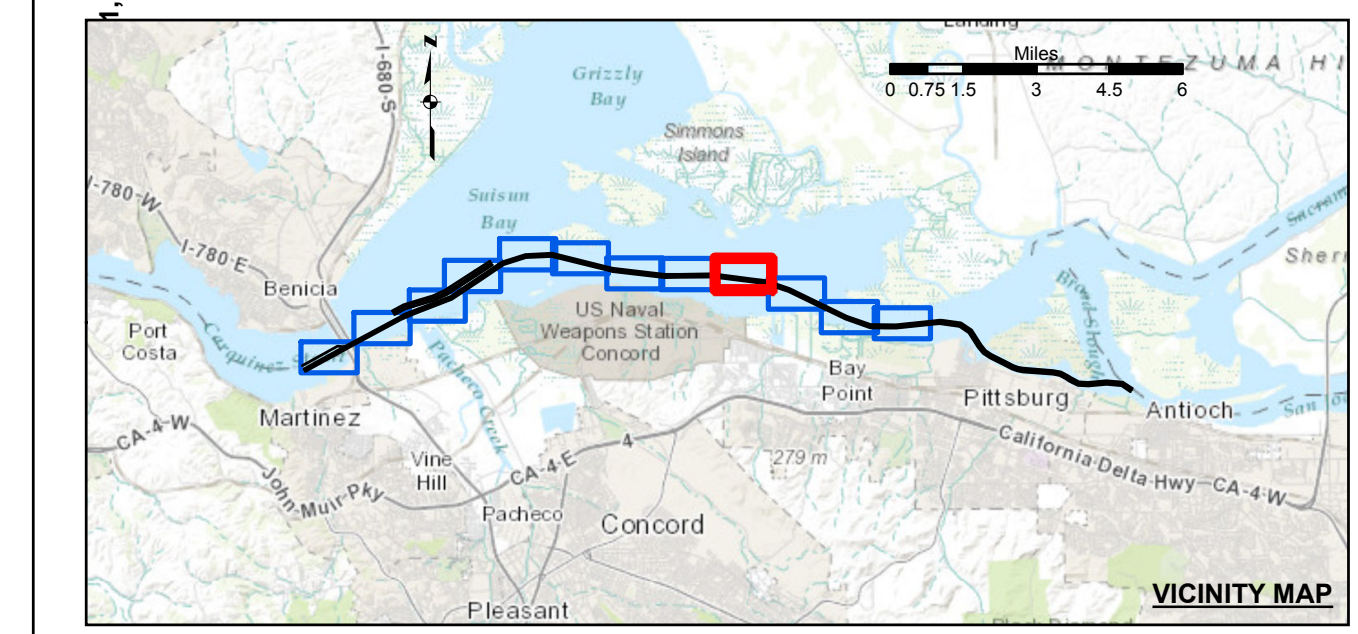 Landing
Miles
MONTEZUMA HI
0 0.75 1.5 3 4.5 6
N
I-680-S
Grizzly
Bay
Simmons
Island
Suisun
Bay
I-780-W
I-780 E
Benicia
Port
Costa
Carquinez
US Naval
Weapons Station
Concord
Sherr
Broad Slough
Pacheco Creek
Bay
Point
Pittsburg
Antioch
Martinez
CA-4-W
Vine
Hill
CA-4-E
4
279 m
California Delta Hwy
CA-4-W
John Muir Pky
Pacheco
Concord
Pleasant
VICINITY MAP